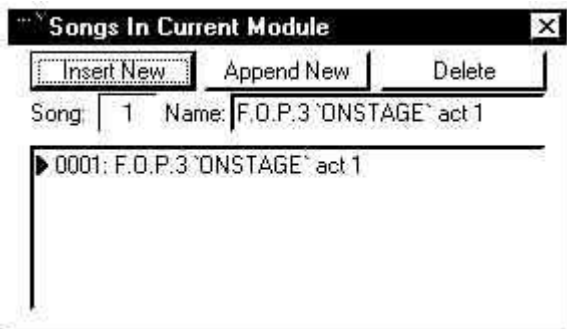 Songs In Current Module
Insert New Append New Delete
Song: 1 Name: F.O.P.3 `ONSTAGE` act 1
0001: F.O.P.3 `ONSTAGE` act 1